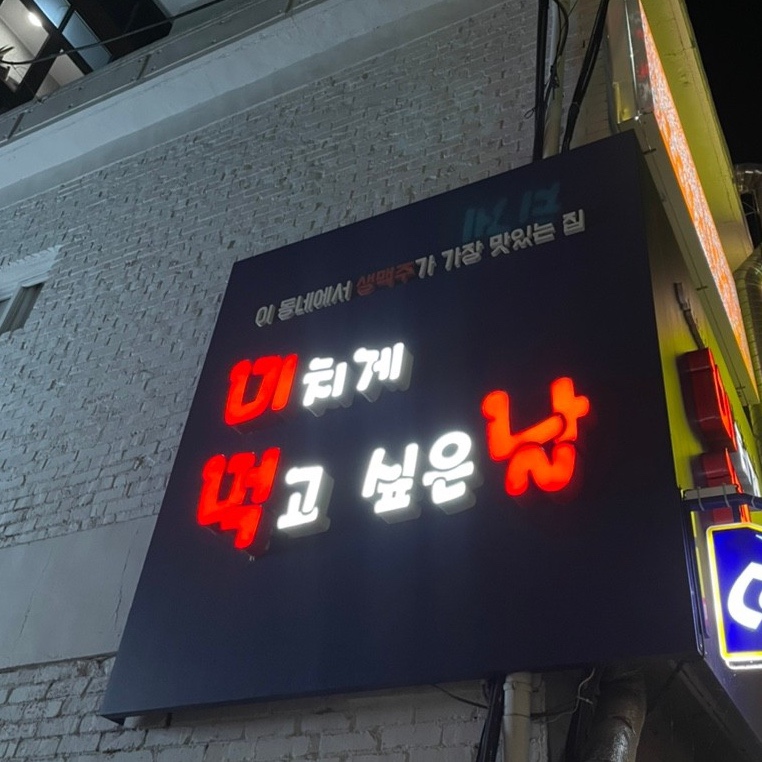 이 동네에서 생맥주가 가장 맛있는 집
미치게
먹고 싶은 날